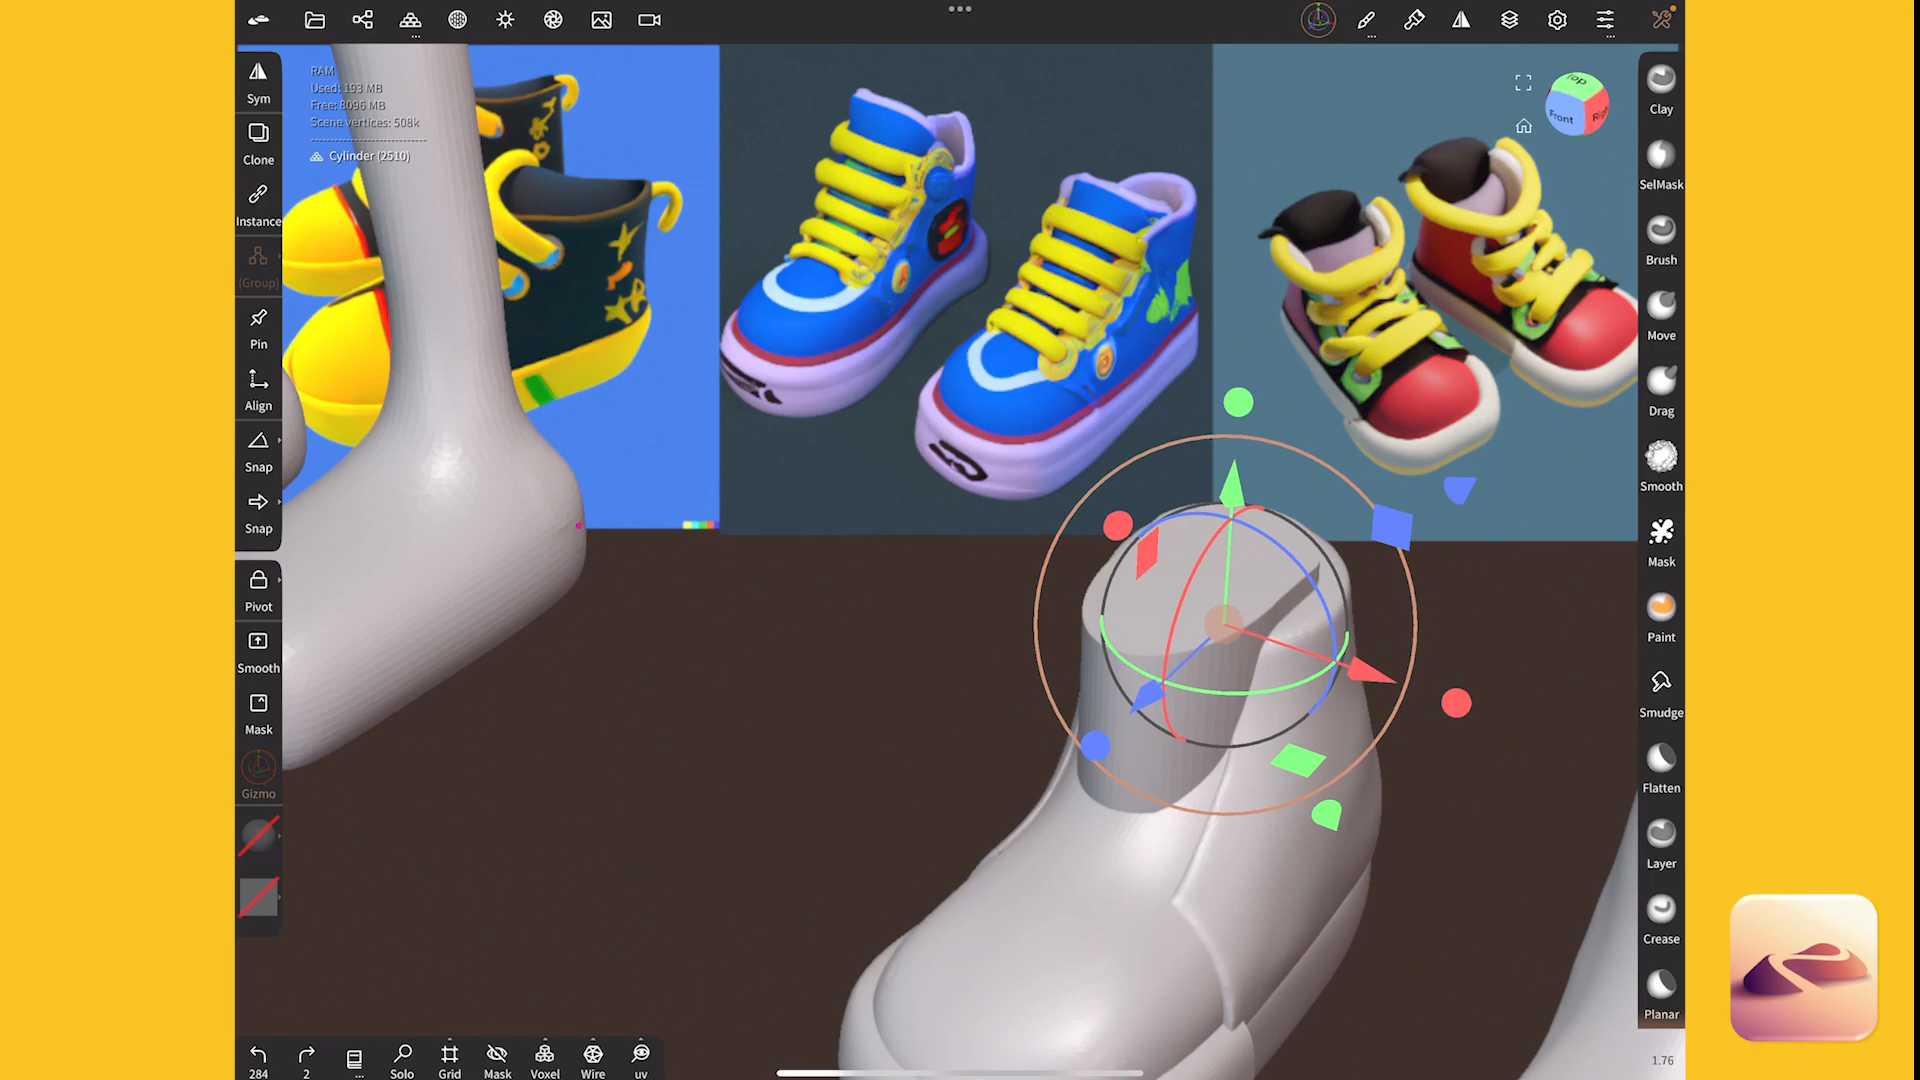 RAM
Used: 193 MB
Free: 8096 MB
Scene vertices: 508k
Cylinder (2510)
Sym
Clone
Instance
(Group)
Pin
Align
Snap
Snap
Pivot
Smooth
Mask
Gizmo
Top
Front
Clay
SelMask
Brush
Move
Drag
Smooth
Mask
Paint
Smudge
Flatten
Layer
Crease
Planar
284
2
...
Solo
Grid
Mask
Voxel
Wire
uv
1.76